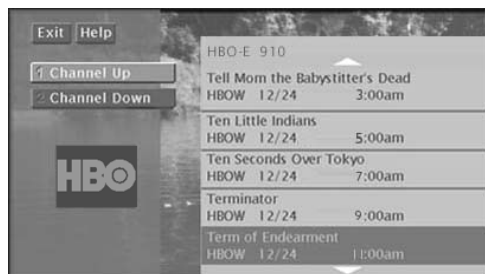 Exit Help
1 Channel Up
2 Channel Down
HBO
HBO-E 910
Tell Mom the Babystitter's Dead
HBOW 12/24 3:00am
Ten Little Indians
HBOW 12/24 5:00am
Ten Seconds Over Tokyo
HBOW 12/24 7:00am
Terminator
HBOW 12/24 9:00am
Term of Endearment
HBOW 12/24 11:00am